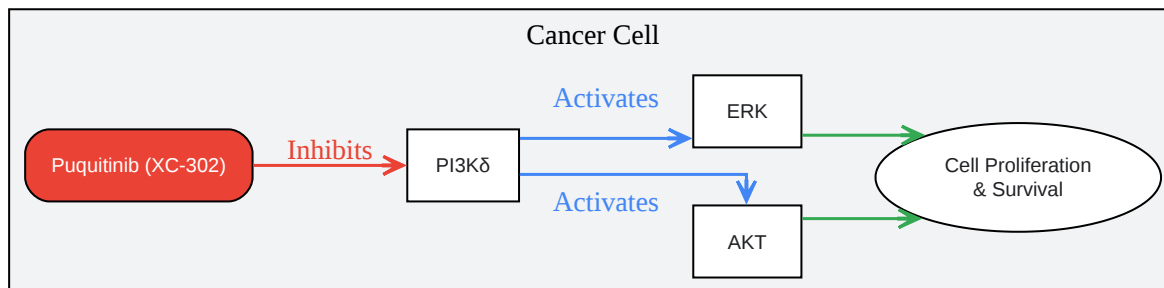 Cancer Cell
Puquitinib (XC-302)
Inhibits
PI3Kδ
Activates
ERK
Activates
AKT
Cell Proliferation
& Survival